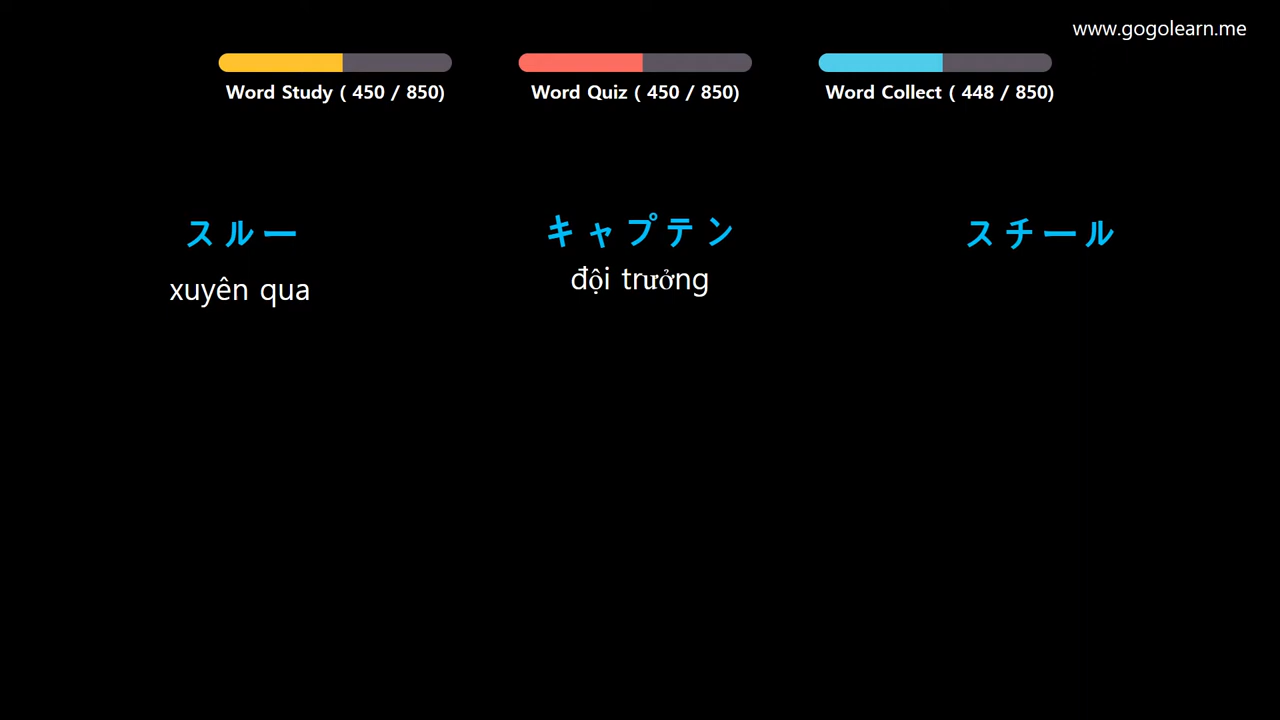 www.gogolearn.me
Word Study ( 450 / 850)
Word Quiz ( 450 / 850)
Word Collect ( 448 / 850)
スルー
xuyên qua
キャプテン
đội trưởng
スチール